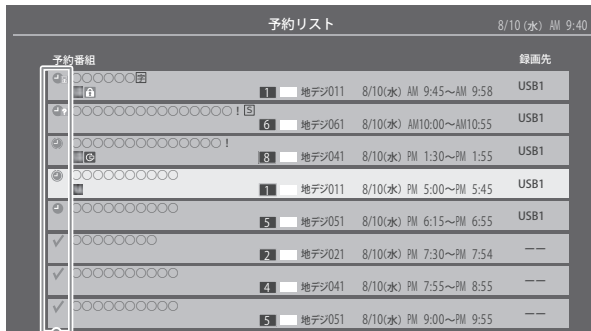 予約リスト 8/10 (水) AM 9:40
予約番組 録画先
○○○○○○字
1 地デジ011 8/10(水) AM 9:45～AM 9:58 USB1
○○○○○○○○○○○○○○○！S
6 地デジ061 8/10(水) AM10:00～AM10:55 USB1
○○○○○○○○○○○○○○！
8 地デジ041 8/10(水) PM 1:30～PM 1:55 USB1
○○○○○○○○○○
1 地デジ011 8/10(水) PM 5:00～PM 5:45 USB1
○○○○○○○○○○
5 地デジ051 8/10(水) PM 6:15～PM 6:55 USB1
○○○○○○○○
2 地デジ021 8/10(水) PM 7:30～PM 7:54 ーー
○○○○○○○○○○
4 地デジ041 8/10(水) PM 7:55～PM 8:55 ーー
○○○○○○○○○○
5 地デジ051 8/10(水) PM 9:00～PM 9:55 ーー